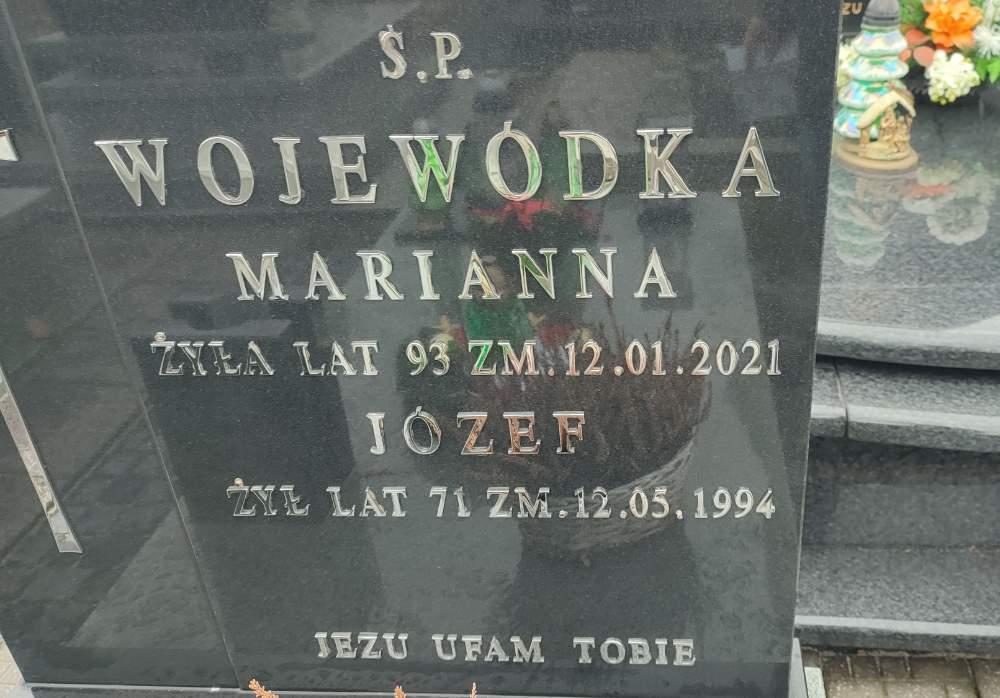 Ś.P.
WOJEWÓDKA
MARIANNA
ŻYŁA LAT 93 ZM.12.01.2021
JÓZEF
ŻYŁ LAT 71 ZM.12.05.1994
JEZU UFAM TOBIE
ZU